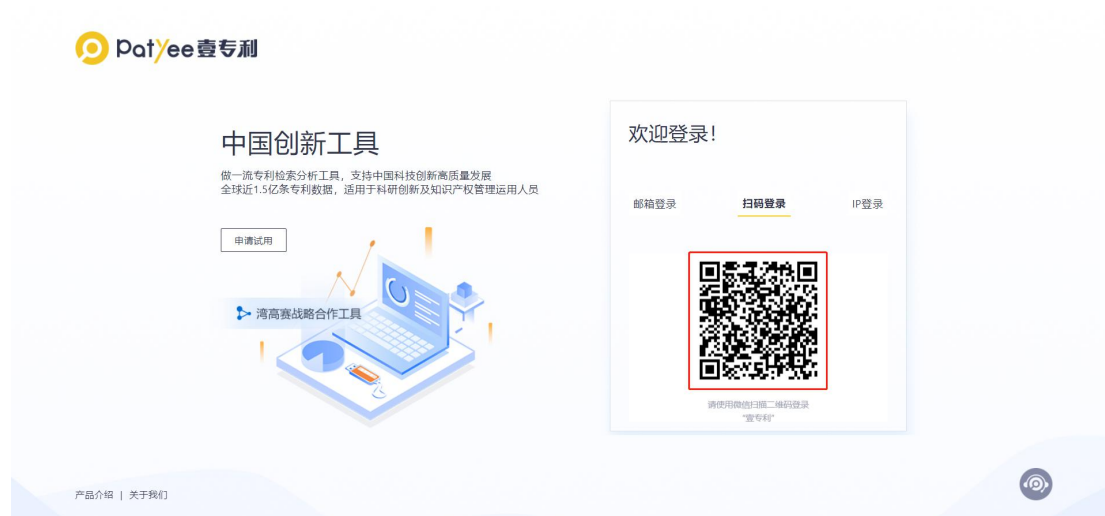 Patyee壹专利
中国创新工具
做一流专利检索分析工具，支持中国科技创新高质量发展
全球近1.5亿条专利数据，适用于科研创新及知识产权管理运用人员
申请试用
湾高赛战略合作工具
欢迎登录！
邮箱登录 扫码登录 IP登录
请使用微信扫描二维码登录
“壹专利”
产品介绍 | 关于我们